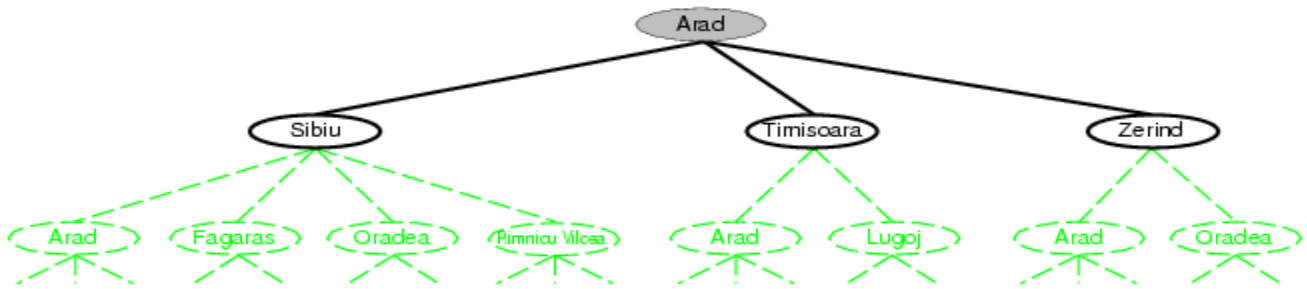 Arad
Sibiu Timisoara Zerind
Arad Fagaras Oradea Rimnicu Vilcea Arad Lugoj Arad Oradea